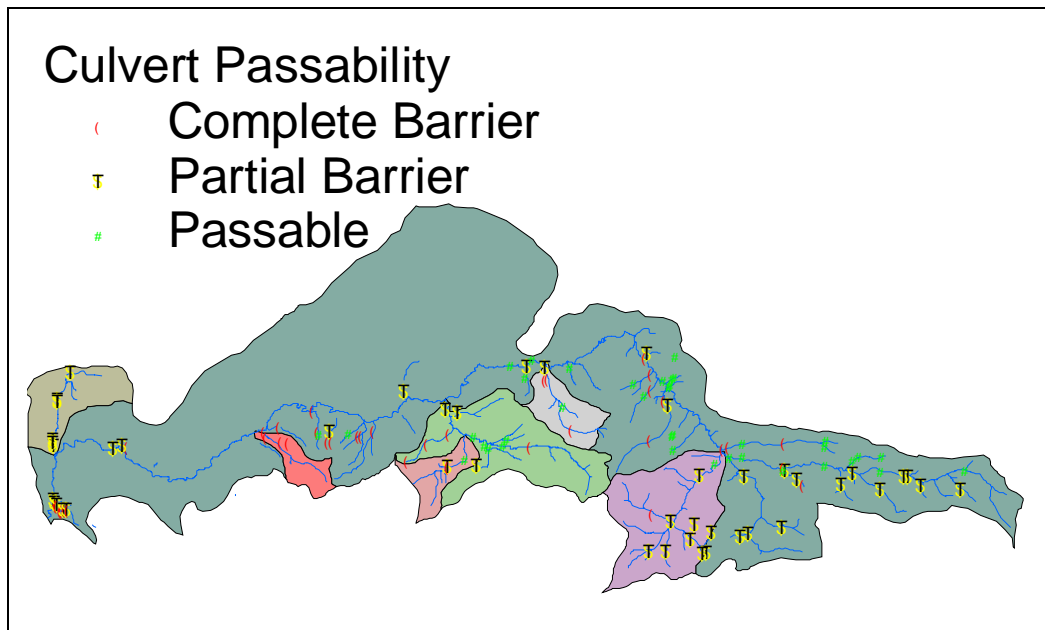 Culvert Passability
( Complete Barrier
T Partial Barrier
# Passable